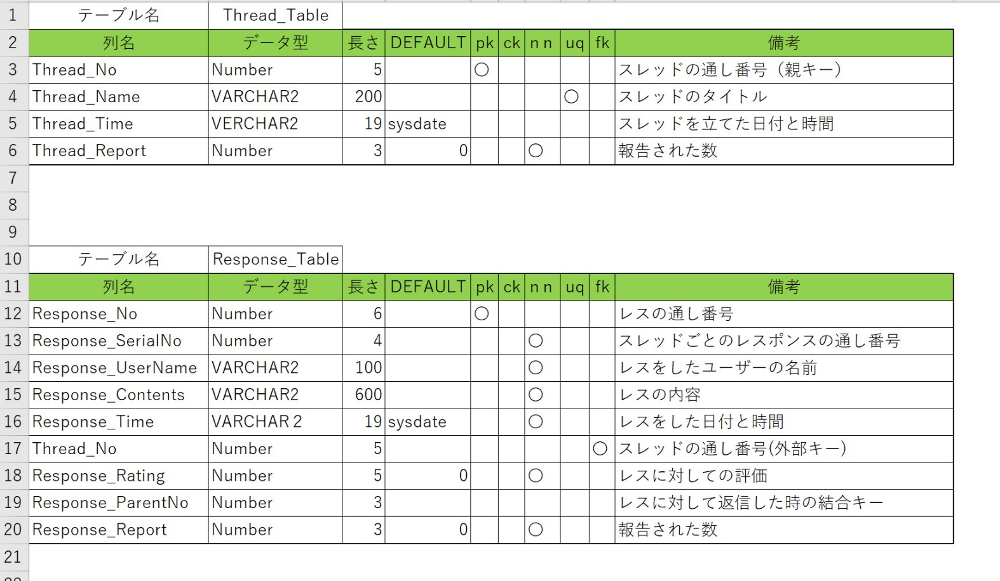 1 テーブル名 Thread_Table
2 列名 データ型 長さ DEFAULT pk ck nn uq fk 備考
3 Thread_No Number 5 〇 スレッドの通し番号（親キー）
4 Thread_Name VARCHAR2 200 〇 スレッドのタイトル
5 Thread_Time VERCHAR2 19 sysdate スレッドを立てた日付と時間
6 Thread_Report Number 3 0 〇 報告された数
7
8
9
10 テーブル名 Response_Table
11 列名 データ型 長さ DEFAULT pk ck nn uq fk 備考
12 Response_No Number 6 〇 レスの通し番号
13 Response_SerialNo Number 4 〇 スレッドごとのレスポンスの通し番号
14 Response_UserName VARCHAR2 100 〇 レスをしたユーザーの名前
15 Response_Contents VARCHAR2 600 〇 レスの内容
16 Response_Time VARCHAR２ 19 sysdate 〇 レスをした日付と時間
17 Thread_No Number 5 〇 スレッドの通し番号(外部キー)
18 Response_Rating Number 5 0 〇 レスに対しての評価
19 Response_ParentNo Number 3 レスに対して返信した時の結合キー
20 Response_Report Number 3 0 〇 報告された数
21